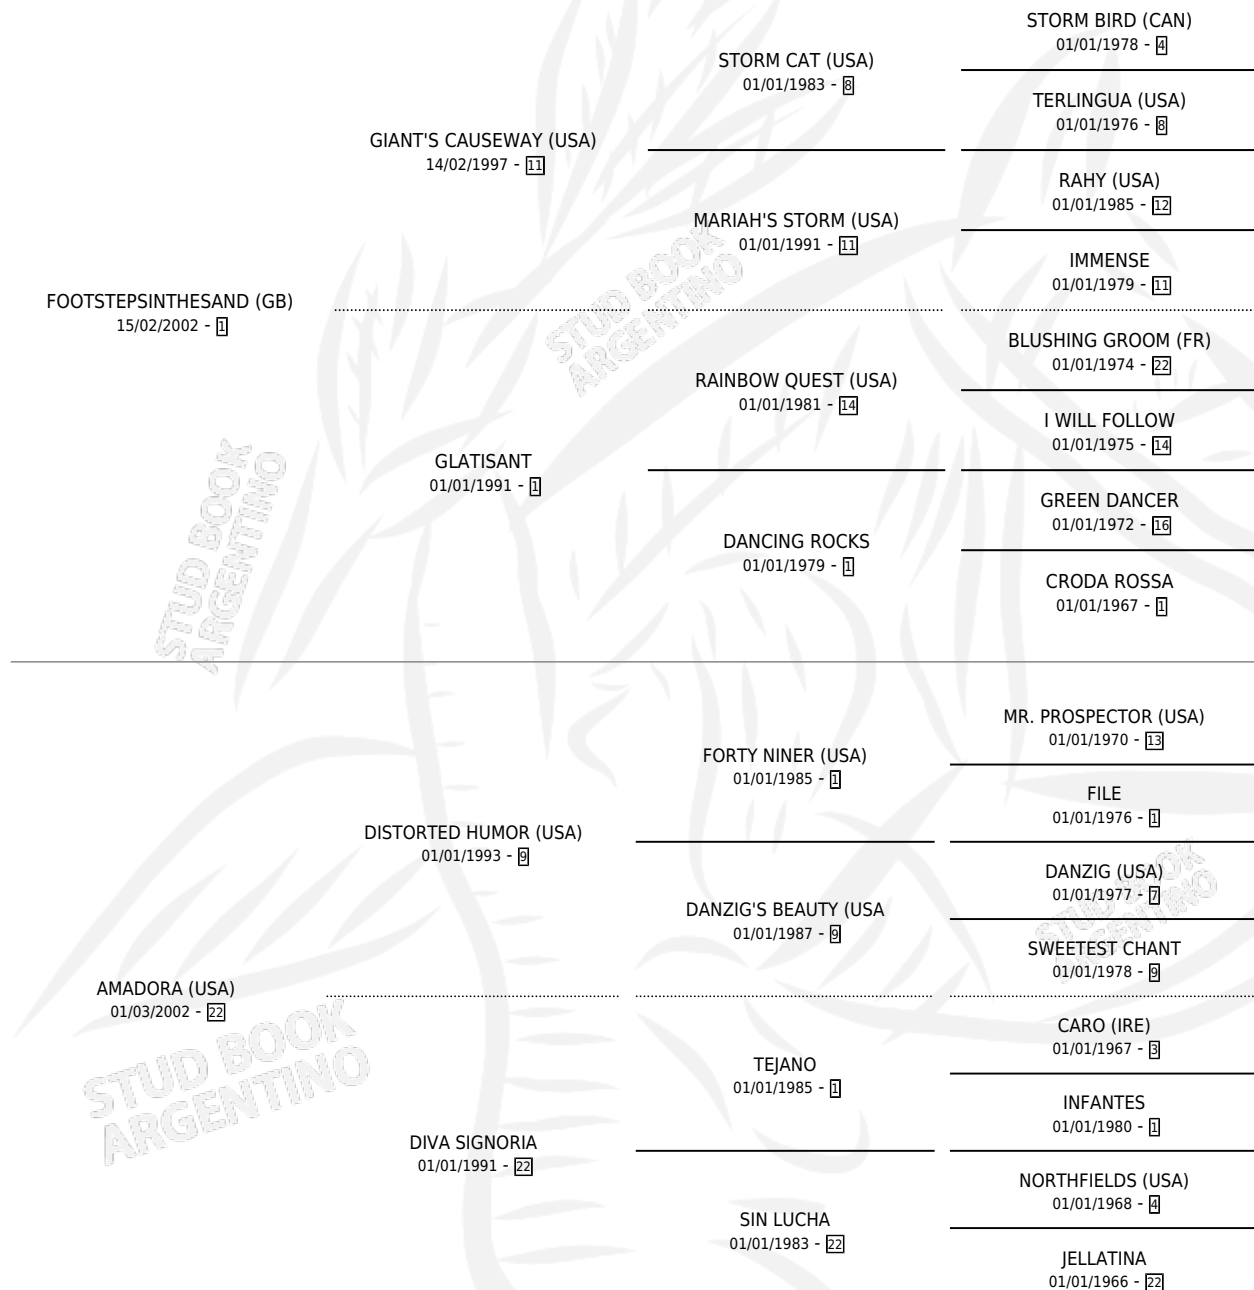 STORM BIRD (CAN)
01/01/1978 - 4
STORM CAT (USA)
01/01/1983 - 8
TERLINGUA (USA)
01/01/1976 - 8
GIANT'S CAUSEWAY (USA)
14/02/1997 - 11
RAHY (USA)
01/01/1985 - 12
MARIAH'S STORM (USA)
01/01/1991 - 11
IMMENSE
01/01/1979 - 11
FOOTSTEPSINTHESAND (GB)
15/02/2002 - 1
BLUSHING GROOM (FR)
01/01/1974 - 22
RAINBOW QUEST (USA)
01/01/1981 - 14
I WILL FOLLOW
01/01/1975 - 14
GLATISANT
01/01/1991 - 1
GREEN DANCER
01/01/1972 - 16
DANCING ROCKS
01/01/1979 - 1
CRODA ROSSA
01/01/1967 - 1
MR. PROSPECTOR (USA)
01/01/1970 - 13
FORTY NINER (USA)
01/01/1985 - 1
FILE
01/01/1976 - 1
DISTORTED HUMOR (USA)
01/01/1993 - 9
DANZIG (USA)
01/01/1977 - 7
DANZIG'S BEAUTY (USA
01/01/1987 - 9
SWEETEST CHANT
01/01/1978 - 9
AMADORA (USA)
01/03/2002 - 22
CARO (IRE)
01/01/1967 - 3
TEJANO
01/01/1985 - 1
INFANTES
01/01/1980 - 1
DIVA SIGNORIA
01/01/1991 - 22
NORTHFIELDS (USA)
01/01/1968 - 4
SIN LUCHA
01/01/1983 - 22
JELLATINA
01/01/1966 - 22
STUD BOOK
ARGENTINO
STUD BOOK
ARGENTINO
STUD BOOK
ARGENTINO
STUD BOOK
ARGENTINO